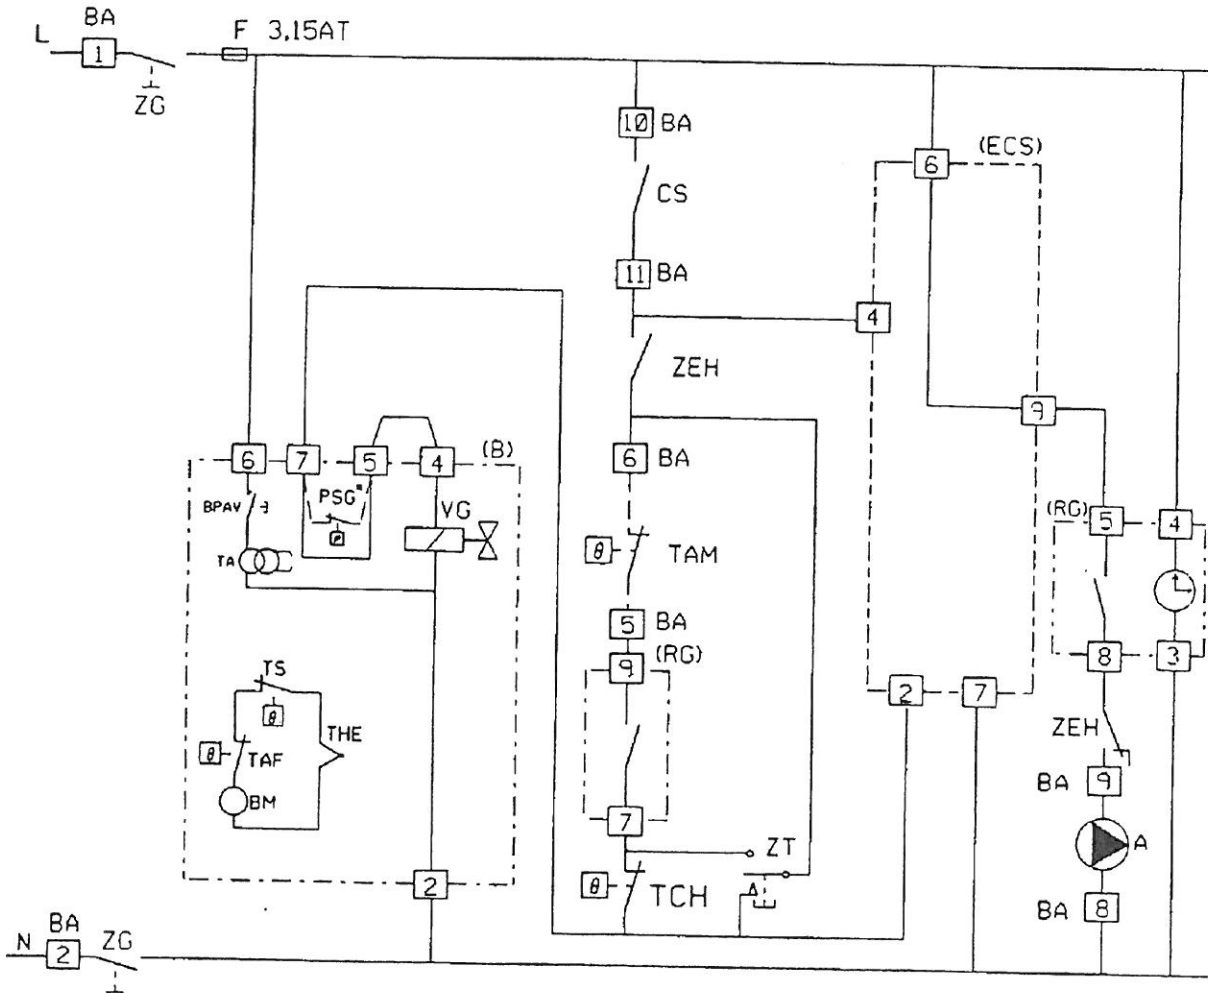 BA
L 1 F 3,15AT
ZG
10 BA
(ECS)
6
CS
11 BA
4
ZEH
9
6 7 5 4 (B)
6 BA
PSG*
BPAV
VG
P
(RG) 5 4
TA
θ TAM
5 BA
9 (RG)
8 3
TS
θ
2 7
THE
θ TAF
ZEH
BM
BA 9
7
ZT
A
2
θ TCH
BA 8
BA
N 2 ZG